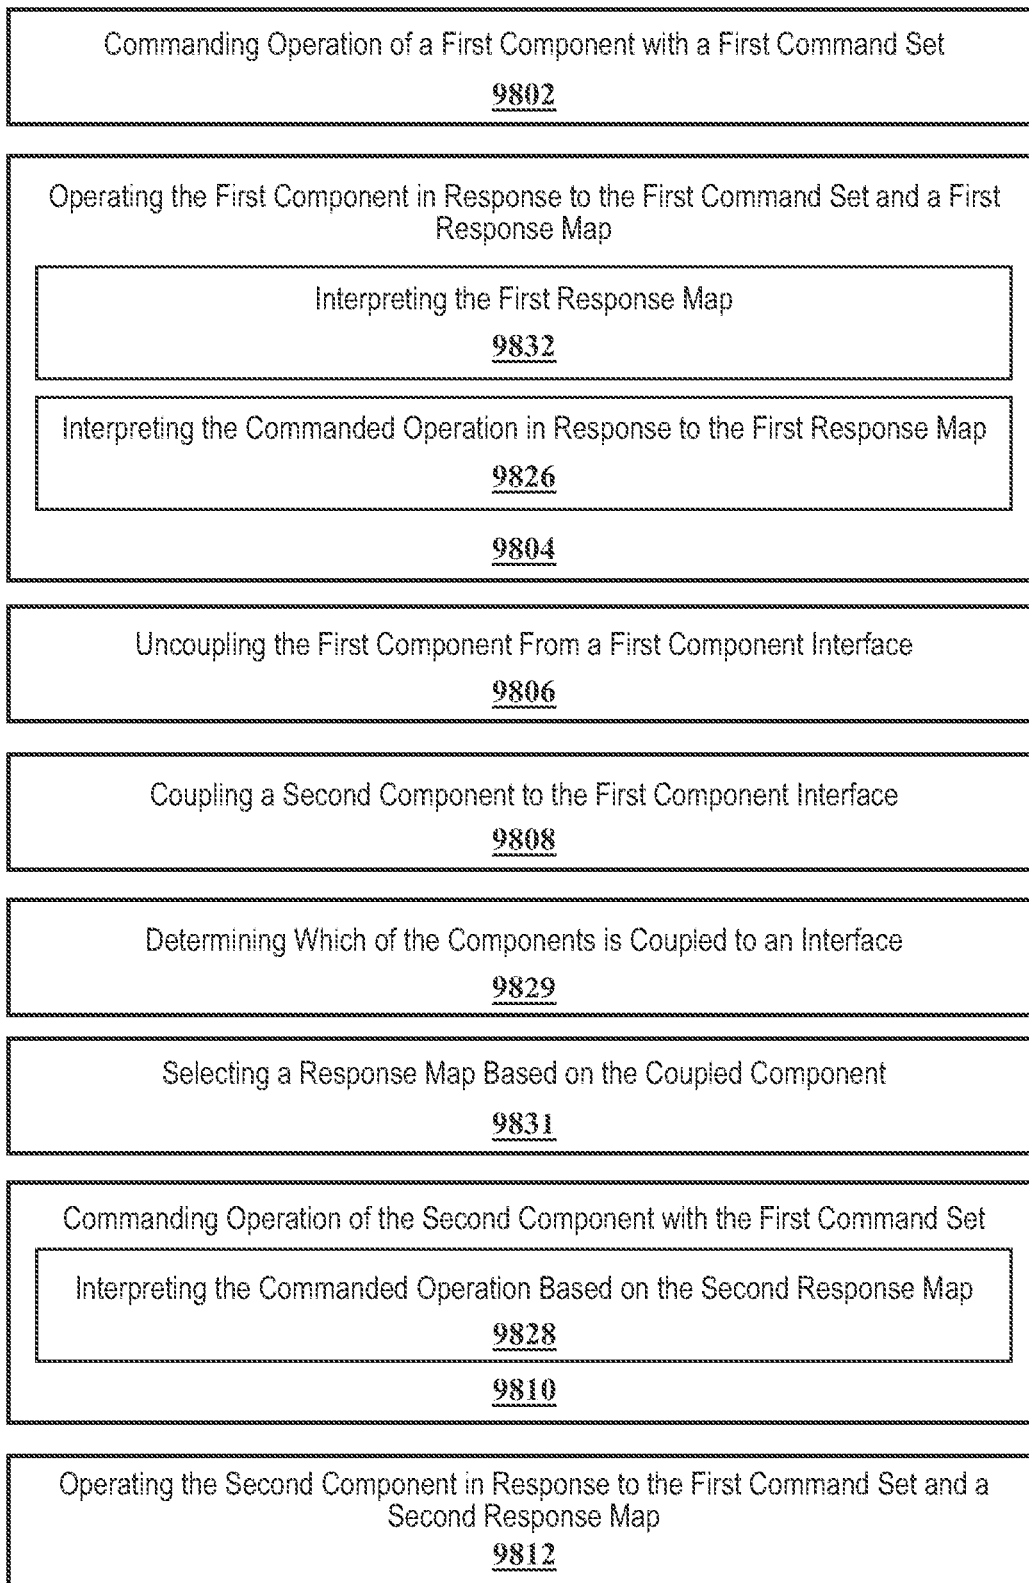 Commanding Operation of a First Component with a First Command Set
9802
Operating the First Component in Response to the First Command Set and a First
Response Map
Interpreting the First Response Map
9832
Interpreting the Commanded Operation in Response to the First Response Map
9826
9804
Uncoupling the First Component From a First Component Interface
9806
Coupling a Second Component to the First Component Interface
9808
Determining Which of the Components is Coupled to an Interface
9829
Selecting a Response Map Based on the Coupled Component
9831
Commanding Operation of the Second Component with the First Command Set
Interpreting the Commanded Operation Based on the Second Response Map
9828
9810
Operating the Second Component in Response to the First Command Set and a
Second Response Map
9812